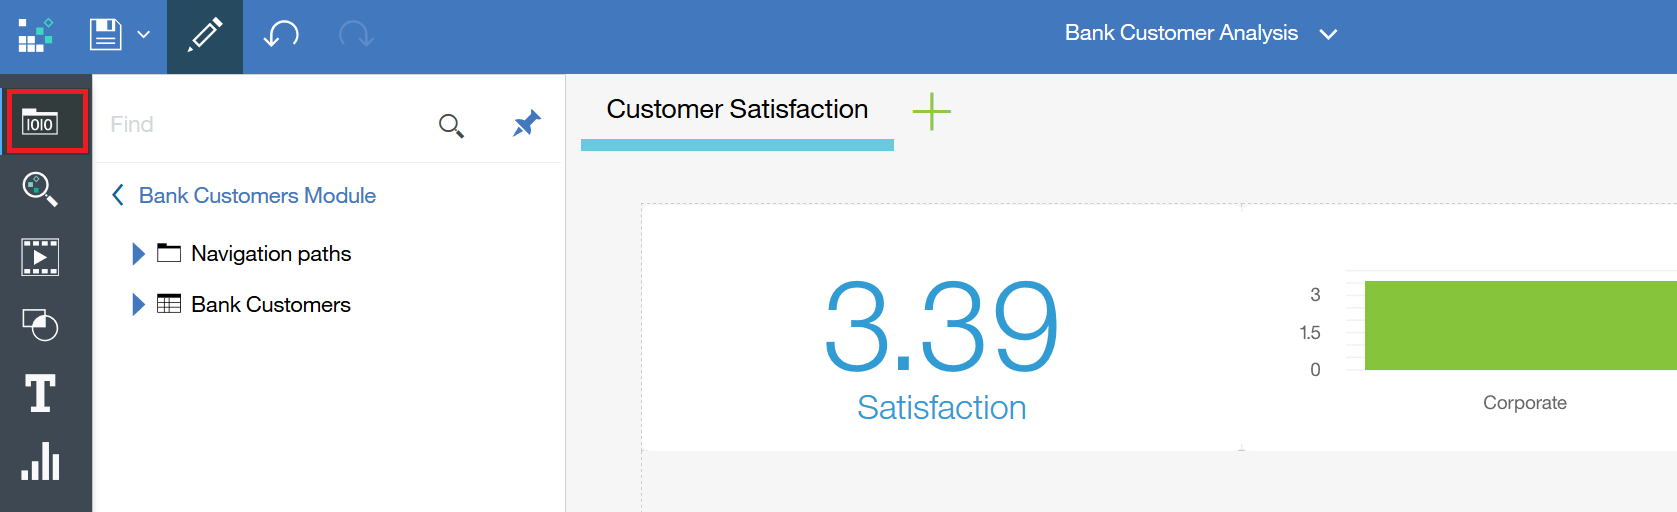 Bank Customer Analysis
1010
Find
Customer Satisfaction
Bank Customers Module
Navigation paths
Bank Customers
3.39
Satisfaction
3
1.5
0
Corporate
T